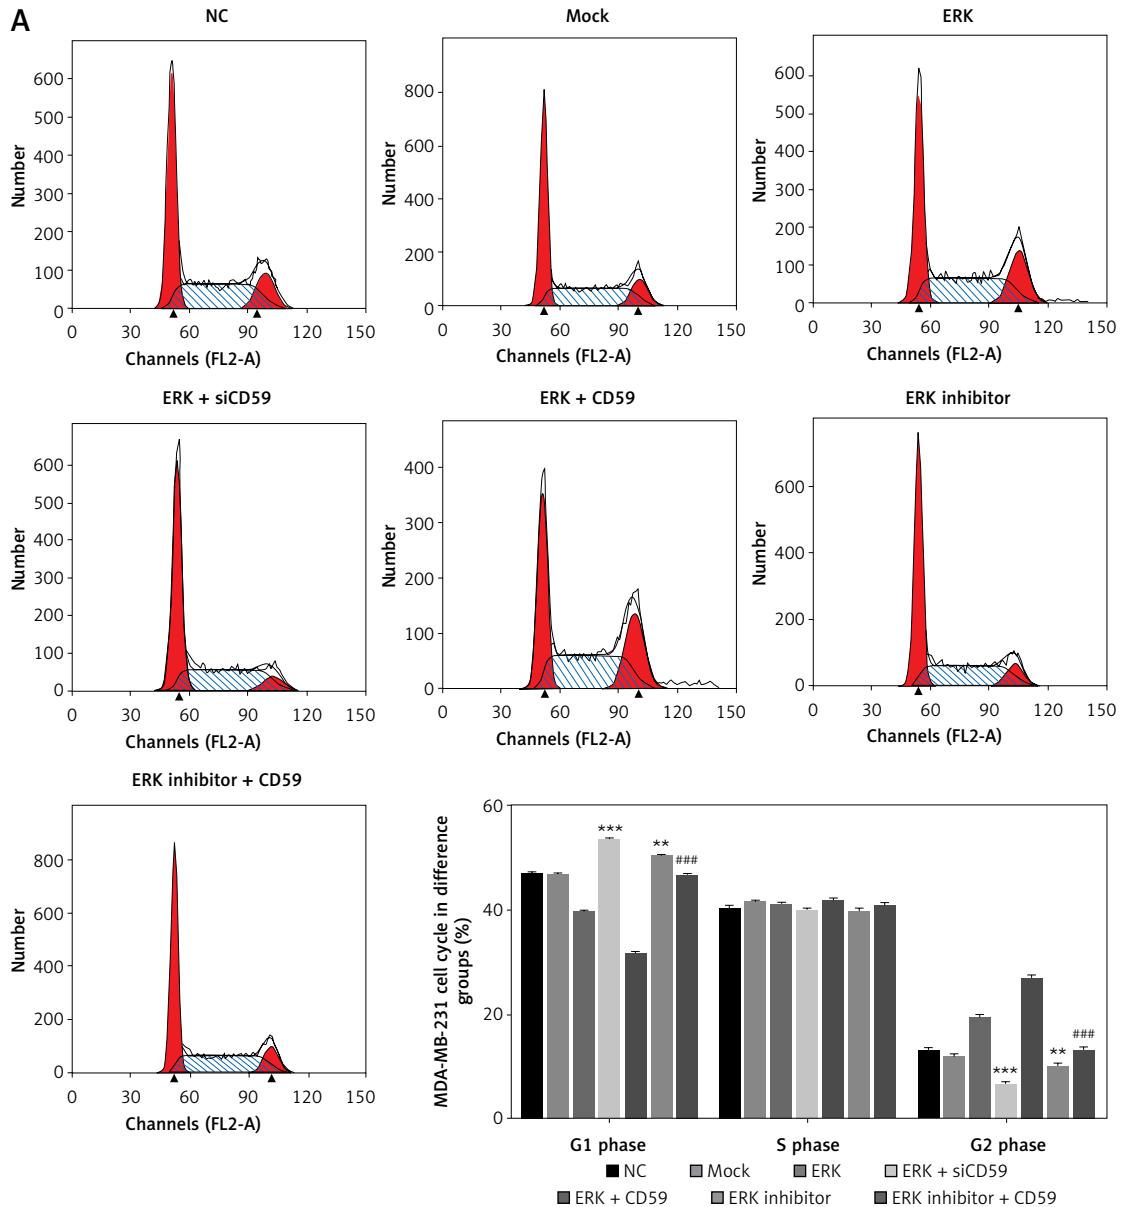 A
NC
Mock
ERK
Number
600
500
400
300
200
100
0
0 30 60 90 120 150
Channels (FL2-A)
Number
800
600
400
200
0
0 30 60 90 120 150
Channels (FL2-A)
Number
600
500
400
300
200
100
0
0 30 60 90 120 150
Channels (FL2-A)
ERK + siCD59
ERK + CD59
ERK inhibitor
Number
600
500
400
300
200
100
0
0 30 60 90 120 150
Channels (FL2-A)
Number
400
300
200
100
0
0 30 60 90 120 150
Channels (FL2-A)
Number
600
400
200
0
0 30 60 90 120 150
Channels (FL2-A)
ERK inhibitor + CD59
Number
800
600
400
200
0
0 30 60 90 120 150
Channels (FL2-A)
MDA-MB-231 cell cycle in difference
groups (%)
60
40
20
0
*** ** ###
*** ** ###
G1 phase S phase G2 phase
NC Mock ERK ERK + siCD59
ERK + CD59 ERK inhibitor ERK inhibitor + CD59